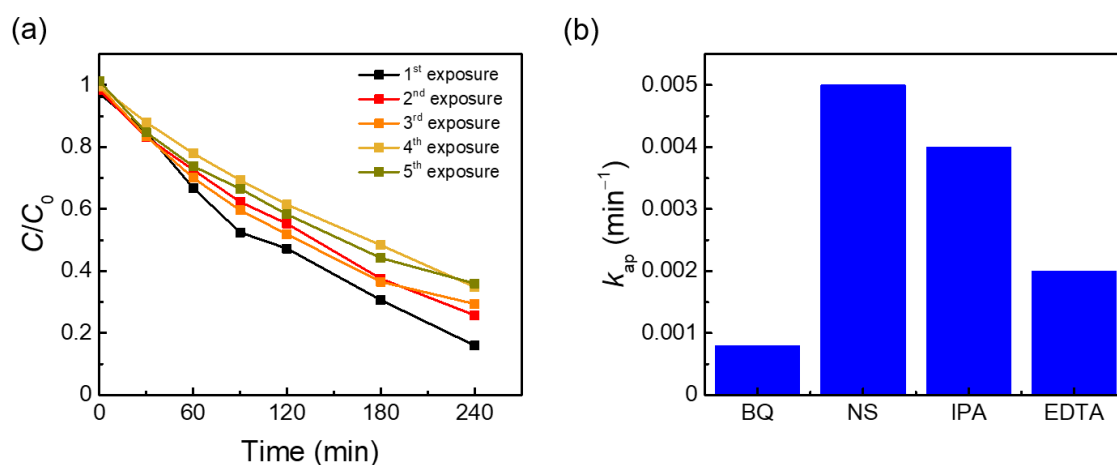 (a)
C/C₀
1
0.8
0.6
0.4
0.2
0
0 60 120 180 240
Time (min)
1ˢᵗ exposure
2ⁿᵈ exposure
3ʳᵈ exposure
4ᵗʰ exposure
5ᵗʰ exposure
(b)
kₐₚ (min⁻¹)
0.005
0.004
0.003
0.002
0.001
0
BQ NS IPA EDTA